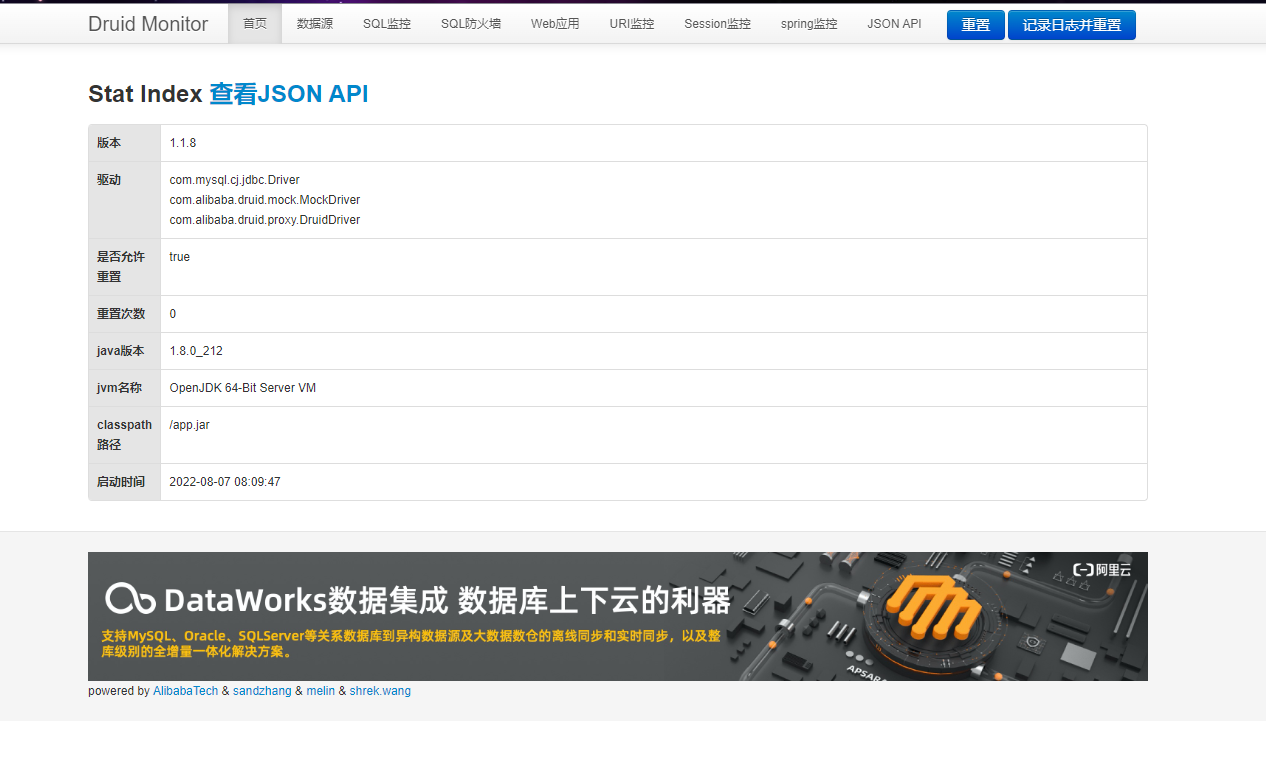 Druid Monitor 首页 数据源 SQL监控 SQL防火墙 Web应用 URI监控 Session监控 spring监控 JSON API 重置 记录日志并重置
Stat Index 查看JSON API
版本 1.1.8
驱动 com.mysql.cj.jdbc.Driver
com.alibaba.druid.mock.MockDriver
com.alibaba.druid.proxy.DruidDriver
是否允许 true
重置
重置次数 0
java版本 1.8.0_212
jvm名称 OpenJDK 64-Bit Server VM
classpath /app.jar
路径
启动时间 2022-08-07 08:09:47
阿里云
DataWorks数据集成 数据库上下云的利器
支持MySQL、Oracle、SQLServer等关系数据库到异构数据源及大数据数仓的离线同步和实时同步，以及整
库级别的全增量一体化解决方案。
APSARA
powered by AlibabaTech & sandzhang & melin & shrek.wang